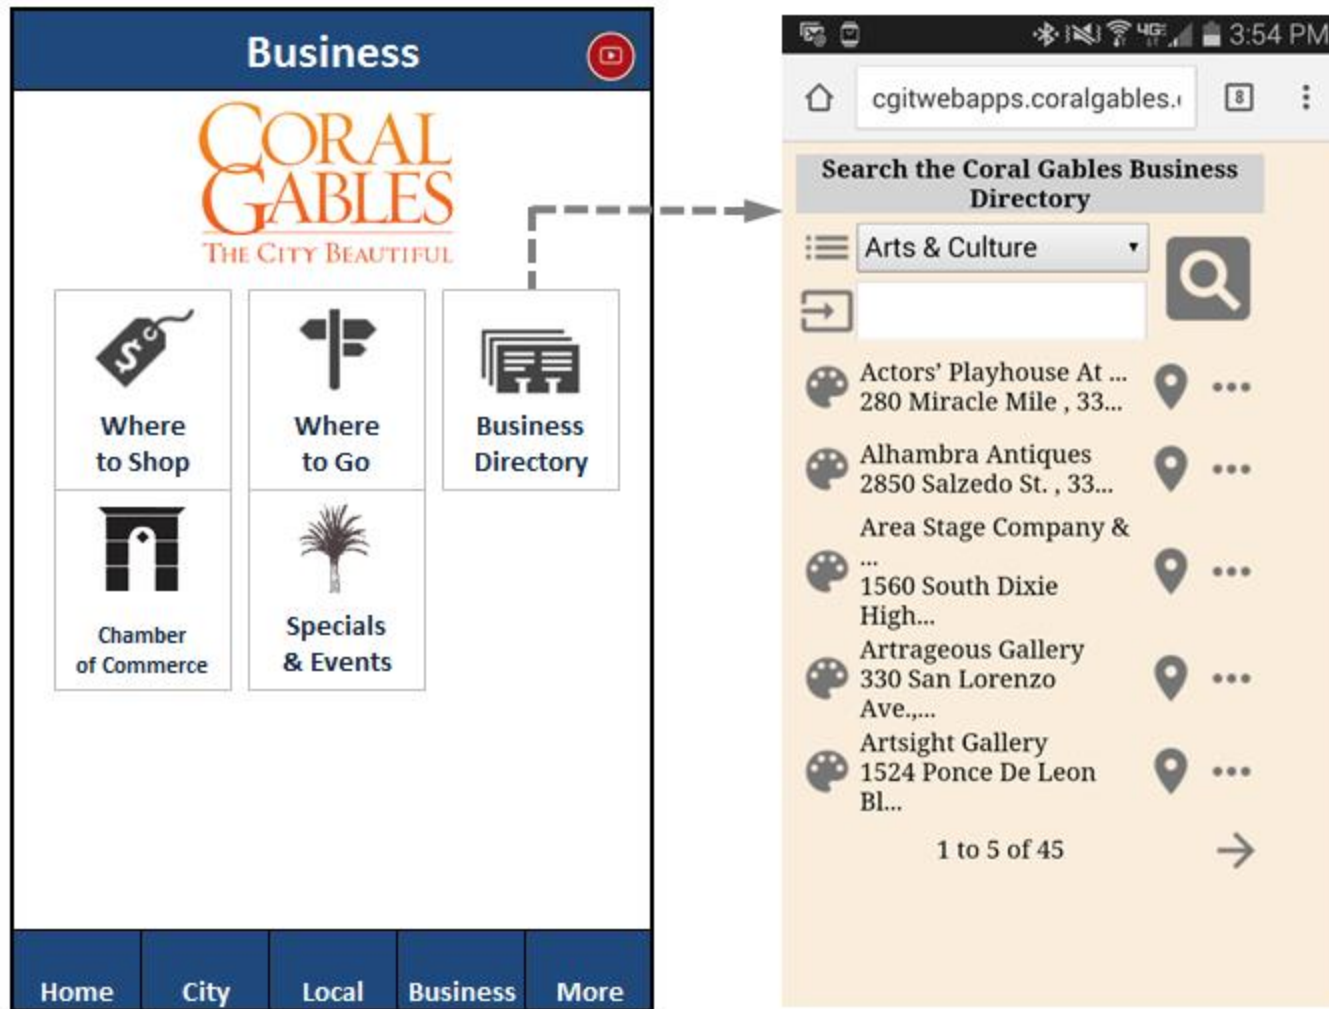 Business
CORAL
GABLES
THE CITY BEAUTIFUL
Where
to Shop
Where
to Go
Business
Directory
Chamber
of Commerce
Specials
& Events
Home City Local Business More
4G 3:54 PM
cgitwebapps.coralgables. 8
Search the Coral Gables Business
Directory
Arts & Culture
Actors' Playhouse At ...
280 Miracle Mile , 33...
Alhambra Antiques
2850 Salzedo St. , 33...
Area Stage Company &
...
1560 South Dixie
High...
Artrageous Gallery
330 San Lorenzo
Ave.,...
Artsight Gallery
1524 Ponce De Leon
Bl...
1 to 5 of 45